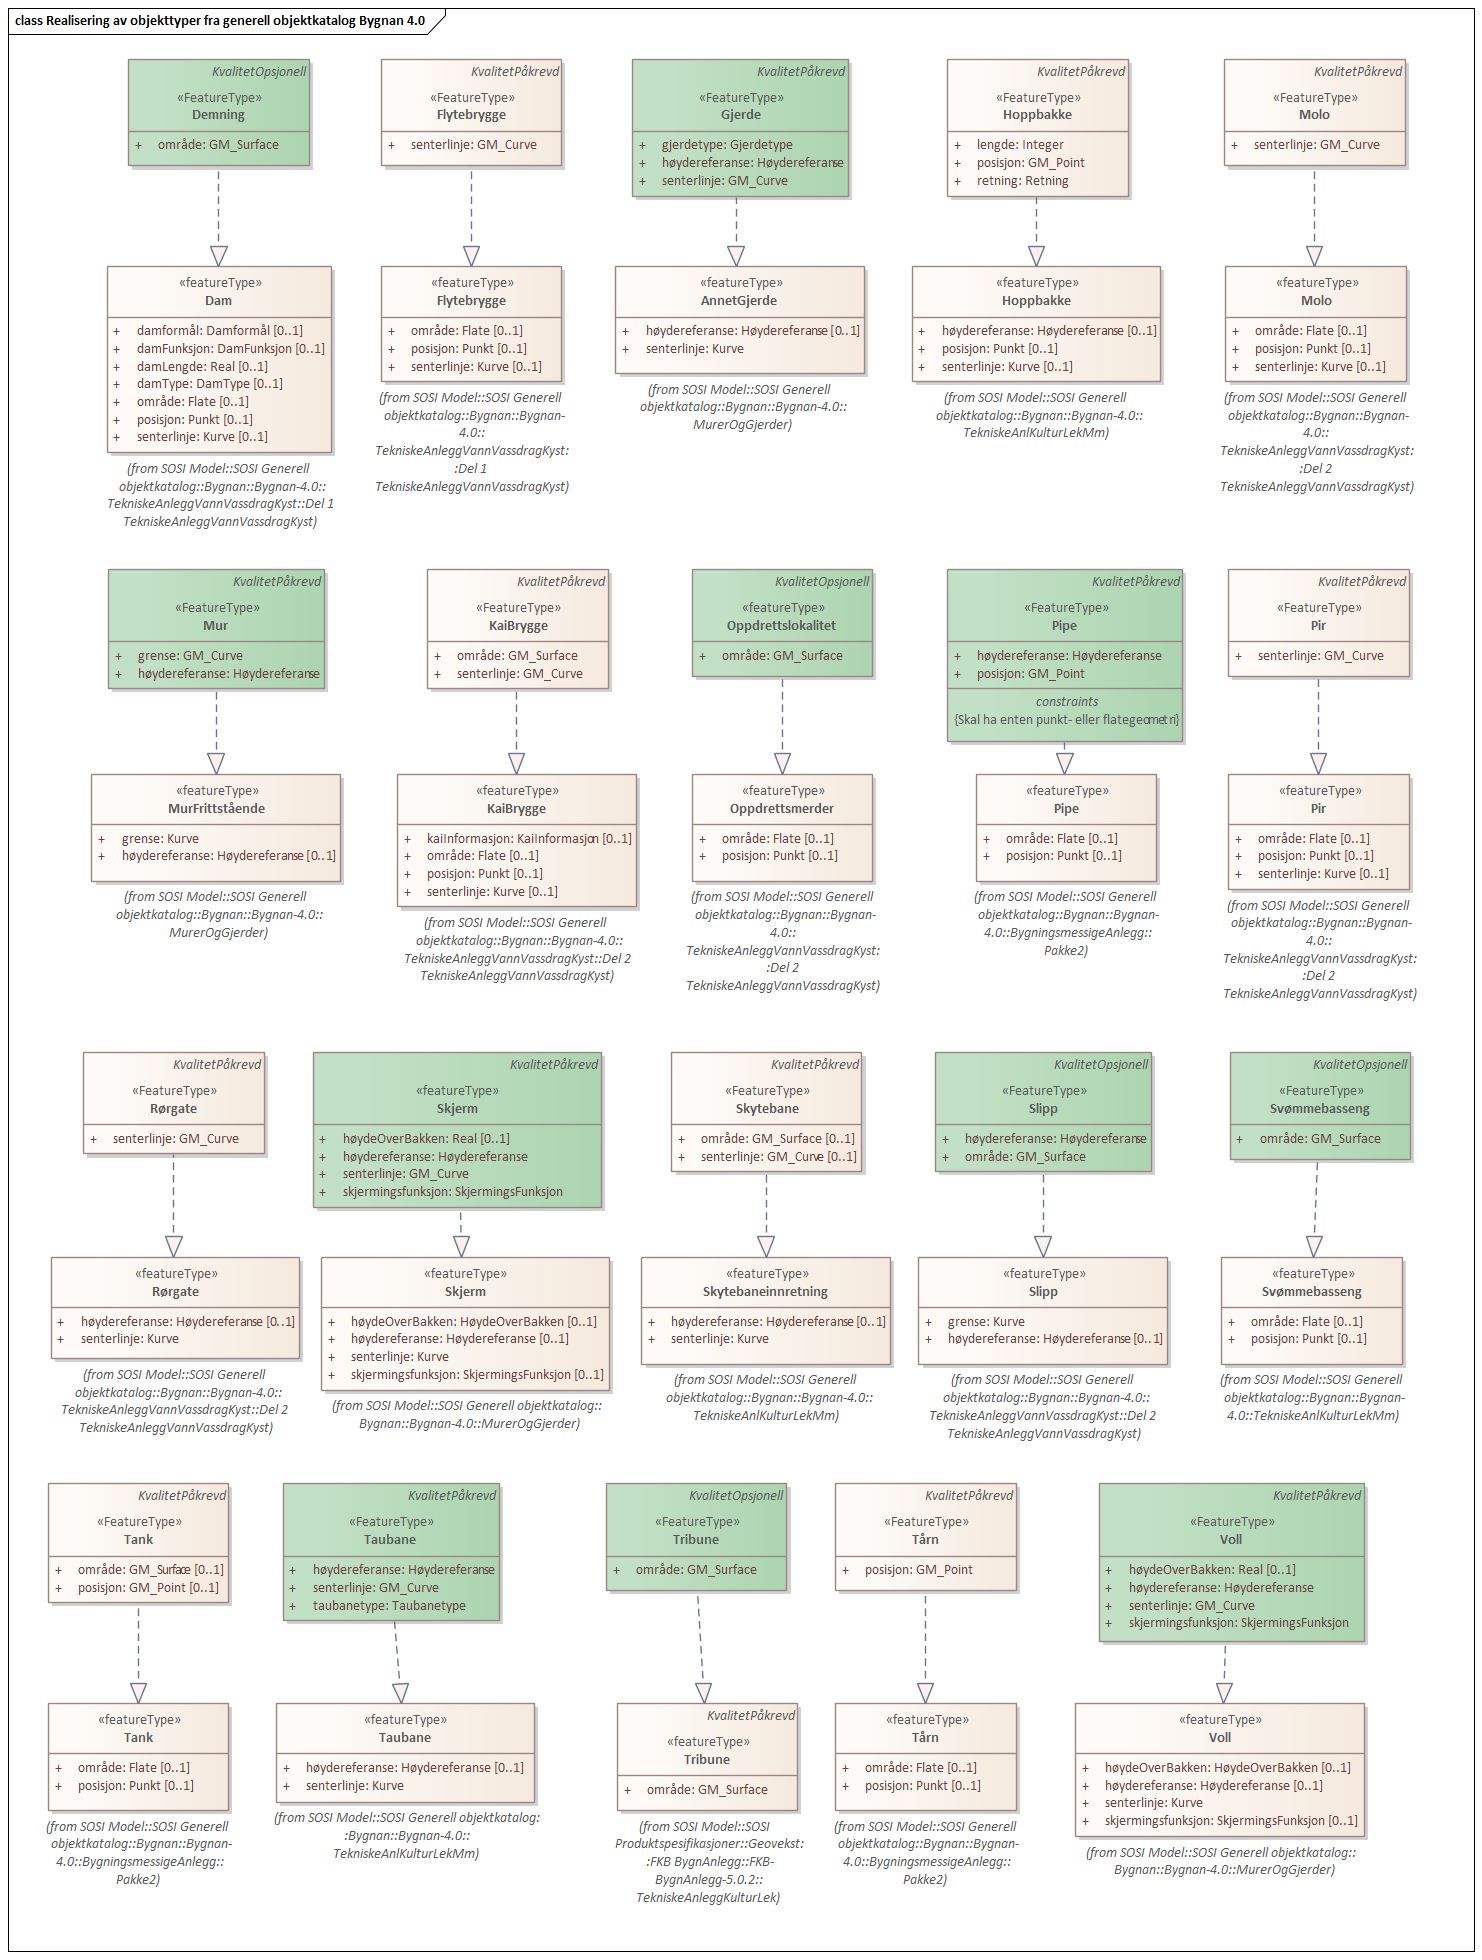 class Realisering av objekttyper fra generell objektkatalog Bygnan 4.0
KvalitetOpsjonell
«FeatureType»
Demning
+ område: GM_Surface
KvalitetPåkrevd
«FeatureType»
Flytebrygge
+ senterlinje: GM_Curve
KvalitetPåkrevd
«FeatureType»
Gjerde
+ gjerdetype: Gjerdetype
+ høydereferanse: Høydereferanse
+ senterlinje: GM_Curve
KvalitetPåkrevd
«FeatureType»
Hoppbakke
+ lengde: Integer
+ posisjon: GM_Point
+ retning: Retning
KvalitetPåkrevd
«FeatureType»
Molo
+ senterlinje: GM_Curve
«featureType»
Dam
+ damformål: Damformål [0..1]
+ damFunksjon: DamFunksjon [0..1]
+ damLengde: Real [0..1]
+ damType: DamType [0..1]
+ område: Flate [0..1]
+ posisjon: Punkt [0..1]
+ senterlinje: Kurve [0..1]
(from SOSI Model::SOSI Generell
objektkatalog::Bygnan::Bygnan-4.0::
TekniskeAnleggVannVassdragKyst::Del 1
TekniskeAnleggVannVassdragKyst)
«featureType»
Flytebrygge
+ område: Flate [0..1]
+ posisjon: Punkt [0..1]
+ senterlinje: Kurve [0..1]
(from SOSI Model::SOSI Generell
objektkatalog::Bygnan::Bygnan-
4.0::
TekniskeAnleggVannVassdragKyst:
:Del 1
TekniskeAnleggVannVassdragKyst)
«featureType»
AnnetGjerde
+ høydereferanse: Høydereferanse [0..1]
+ senterlinje: Kurve
(from SOSI Model::SOSI Generell
objektkatalog::Bygnan::Bygnan-4.0::
MurerOgGjerder)
«featureType»
Hoppbakke
+ høydereferanse: Høydereferanse [0..1]
+ posisjon: Punkt [0..1]
+ senterlinje: Kurve [0..1]
(from SOSI Model::SOSI Generell
objektkatalog::Bygnan::Bygnan-4.0::
TekniskeAnlKulturLekMm)
«featureType»
Molo
+ område: Flate [0..1]
+ posisjon: Punkt [0..1]
+ senterlinje: Kurve [0..1]
(from SOSI Model::SOSI Generell
objektkatalog::Bygnan::Bygnan-
4.0::
TekniskeAnleggVannVassdragKyst:
:Del 2
TekniskeAnleggVannVassdragKyst)
KvalitetPåkrevd
«FeatureType»
Mur
+ grense: GM_Curve
+ høydereferanse: Høydereferanse
KvalitetPåkrevd
«FeatureType»
KaiBrygge
+ område: GM_Surface
+ senterlinje: GM_Curve
KvalitetOpsjonell
«featureType»
Oppdrettslokalitet
+ område: GM_Surface
KvalitetPåkrevd
«FeatureType»
Pipe
+ høydereferanse: Høydereferanse
+ posisjon: GM_Point
constraints
{Skal ha enten punkt- eller flategeometri}
KvalitetPåkrevd
«FeatureType»
Pir
+ senterlinje: GM_Curve
«featureType»
MurFrittstående
+ grense: Kurve
+ høydereferanse: Høydereferanse [0..1]
(from SOSI Model::SOSI Generell
objektkatalog::Bygnan::Bygnan-4.0::
MurerOgGjerder)
«featureType»
KaiBrygge
+ kaiInformasjon: KaiInformasjon [0..1]
+ område: Flate [0..1]
+ posisjon: Punkt [0..1]
+ senterlinje: Kurve [0..1]
(from SOSI Model::SOSI Generell
objektkatalog::Bygnan::Bygnan-4.0::
TekniskeAnleggVannVassdragKyst::Del 2
TekniskeAnleggVannVassdragKyst)
«featureType»
Oppdrettsmerder
+ område: Flate [0..1]
+ posisjon: Punkt [0..1]
(from SOSI Model::SOSI Generell
objektkatalog::Bygnan::Bygnan-
4.0::
TekniskeAnleggVannVassdragKyst:
:Del 2
TekniskeAnleggVannVassdragKyst)
«featureType»
Pipe
+ område: Flate [0..1]
+ posisjon: Punkt [0..1]
(from SOSI Model::SOSI Generell
objektkatalog::Bygnan::Bygnan-
4.0::BygningsmessigeAnlegg::
Pakke2)
«featureType»
Pir
+ område: Flate [0..1]
+ posisjon: Punkt [0..1]
+ senterlinje: Kurve [0..1]
(from SOSI Model::SOSI Generell
objektkatalog::Bygnan::Bygnan-
4.0::
TekniskeAnleggVannVassdragKyst:
:Del 2
TekniskeAnleggVannVassdragKyst)
KvalitetPåkrevd
«FeatureType»
Rørgate
+ senterlinje: GM_Curve
KvalitetPåkrevd
«featureType»
Skjerm
+ høydeOverBakken: Real [0..1]
+ høydereferanse: Høydereferanse
+ senterlinje: GM_Curve
+ skjermingsfunksjon: SkjermingsFunksjon
KvalitetPåkrevd
«FeatureType»
Skytebane
+ område: GM_Surface [0..1]
+ senterlinje: GM_Curve [0..1]
KvalitetOpsjonell
«FeatureType»
Slipp
+ høydereferanse: Høydereferanse
+ område: GM_Surface
KvalitetOpsjonell
«FeatureType»
Svømmebasseng
+ område: GM_Surface
«featureType»
Rørgate
+ høydereferanse: Høydereferanse [0..1]
+ senterlinje: Kurve
(from SOSI Model::SOSI Generell
objektkatalog::Bygnan::Bygnan-4.0::
TekniskeAnleggVannVassdragKyst::Del 2
TekniskeAnleggVannVassdragKyst)
«featureType»
Skjerm
+ høydeOverBakken: HøydeOverBakken [0..1]
+ høydereferanse: Høydereferanse [0..1]
+ senterlinje: Kurve
+ skjermingsfunksjon: SkjermingsFunksjon [0..1]
(from SOSI Model::SOSI Generell objektkatalog::
Bygnan::Bygnan-4.0::MurerOgGjerder)
«featureType»
Skytebaneinnretning
+ høydereferanse: Høydereferanse [0..1]
+ senterlinje: Kurve
(from SOSI Model::SOSI Generell
objektkatalog::Bygnan::Bygnan-4.0::
TekniskeAnlKulturLekMm)
«featureType»
Slipp
+ grense: Kurve
+ høydereferanse: Høydereferanse [0..1]
(from SOSI Model::SOSI Generell
objektkatalog::Bygnan::Bygnan-4.0::
TekniskeAnleggVannVassdragKyst::Del 2
TekniskeAnleggVannVassdragKyst)
«featureType»
Svømmebasseng
+ område: Flate [0..1]
+ posisjon: Punkt [0..1]
(from SOSI Model::SOSI Generell
objektkatalog::Bygnan::Bygnan-
4.0::TekniskeAnlKulturLekMm)
KvalitetPåkrevd
«FeatureType»
Tank
+ område: GM_Surface [0..1]
+ posisjon: GM_Point [0..1]
KvalitetPåkrevd
«FeatureType»
Taubane
+ høydereferanse: Høydereferanse
+ senterlinje: GM_Curve
+ taubanetype: Taubanetype
KvalitetOpsjonell
«FeatureType»
Tribune
+ område: GM_Surface
KvalitetPåkrevd
«FeatureType»
Tårn
+ posisjon: GM_Point
KvalitetPåkrevd
«FeatureType»
Voll
+ høydeOverBakken: Real [0..1]
+ høydereferanse: Høydereferanse
+ senterlinje: GM_Curve
+ skjermingsfunksjon: SkjermingsFunksjon
«featureType»
Tank
+ område: Flate [0..1]
+ posisjon: Punkt [0..1]
(from SOSI Model::SOSI Generell
objektkatalog::Bygnan::Bygnan-
4.0::BygningsmessigeAnlegg::
Pakke2)
«featureType»
Taubane
+ høydereferanse: Høydereferanse [0..1]
+ senterlinje: Kurve
(from SOSI Model::SOSI Generell objektkatalog:
:Bygnan::Bygnan-4.0::
TekniskeAnlKulturLekMm)
KvalitetPåkrevd
«featureType»
Tribune
+ område: GM_Surface
(from SOSI Model::SOSI
Produktspesifikasjoner::Geovekst:
:FKB BygnAnlegg::FKB-
BygnAnlegg-5.0.2::
TekniskeAnleggKulturLek)
«featureType»
Tårn
+ område: Flate [0..1]
+ posisjon: Punkt [0..1]
(from SOSI Model::SOSI Generell
objektkatalog::Bygnan::Bygnan-
4.0::BygningsmessigeAnlegg::
Pakke2)
«featureType»
Voll
+ høydeOverBakken: HøydeOverBakken [0..1]
+ høydereferanse: Høydereferanse [0..1]
+ senterlinje: Kurve
+ skjermingsfunksjon: SkjermingsFunksjon [0..1]
(from SOSI Model::SOSI Generell objektkatalog::
Bygnan::Bygnan-4.0::MurerOgGjerder)